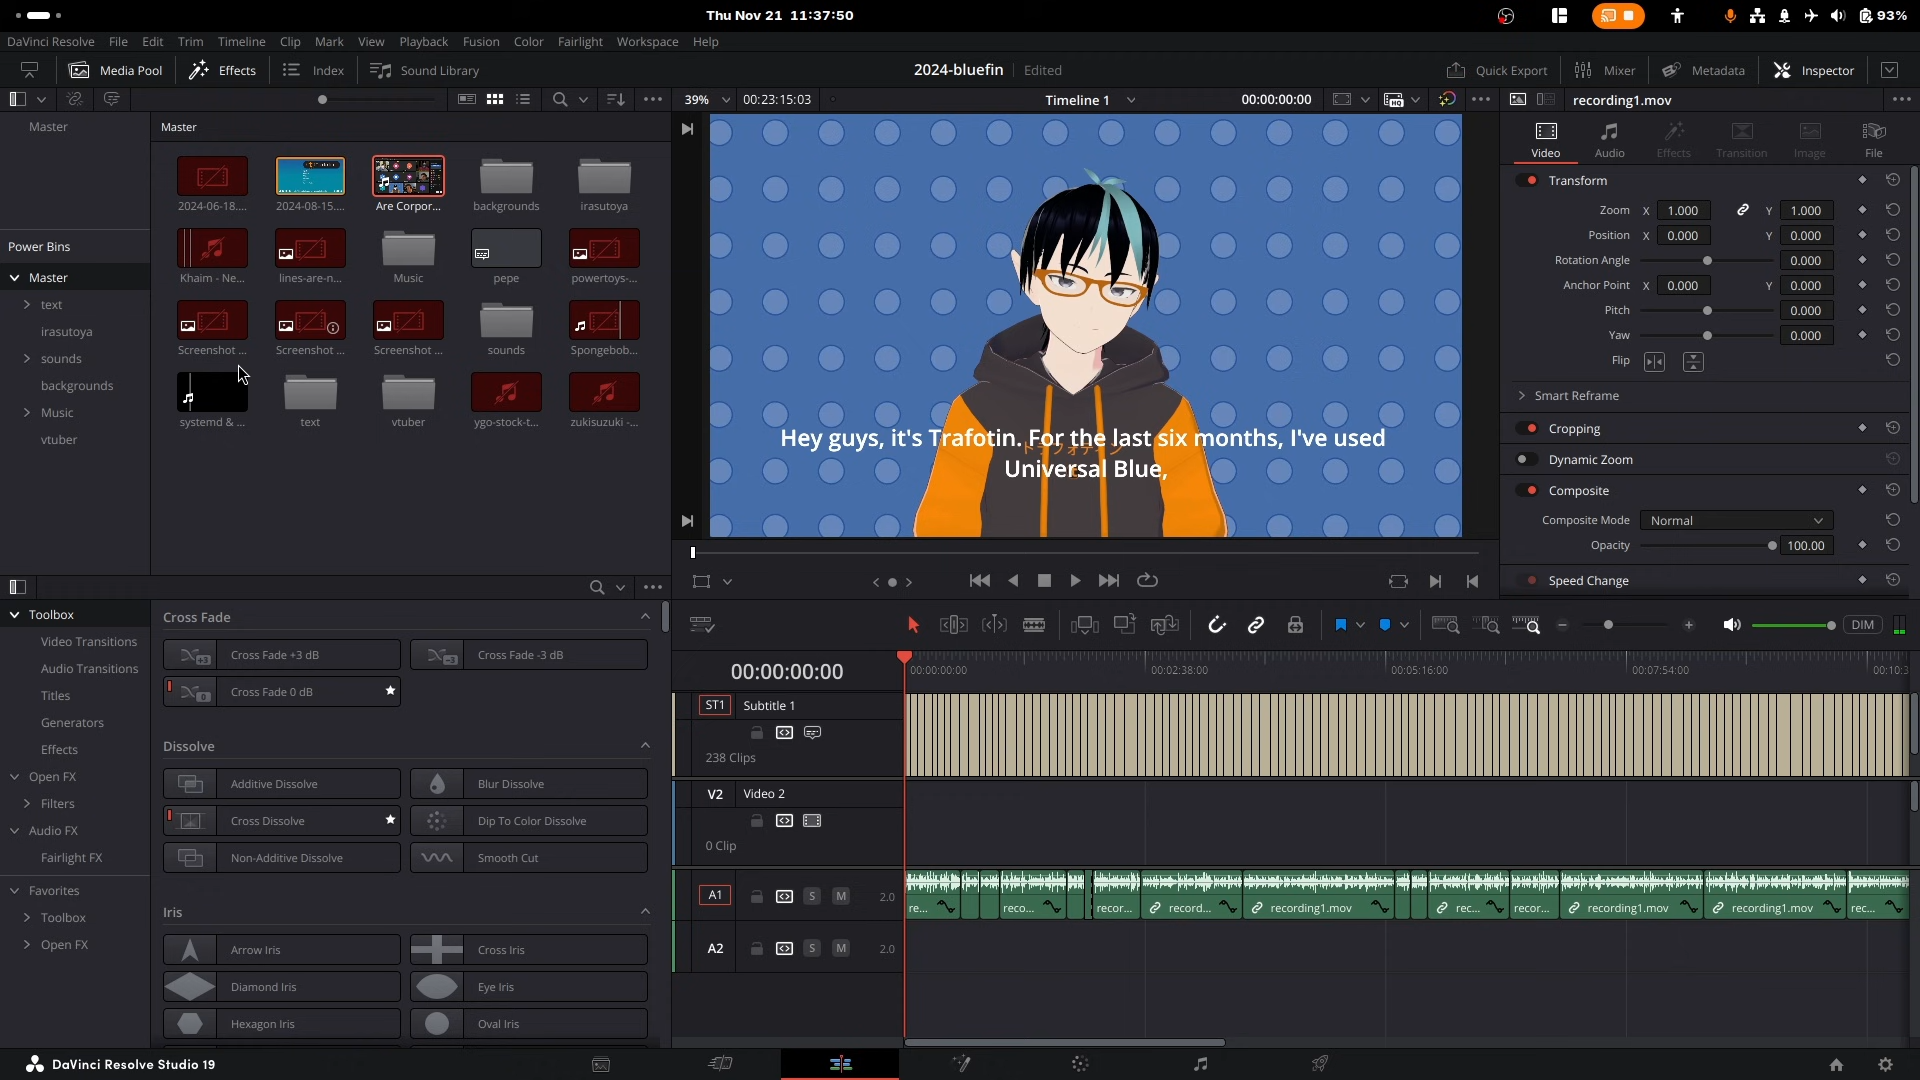 Thu Nov 21 11:37:50
93%
DaVinci Resolve File Edit Trim Timeline Clip Mark View Playback Fusion Color Fairlight Workspace Help
Media Pool Effects Index Sound Library
2024-bluefin Edited
Quick Export Mixer Metadata Inspector
39% 00:23:15:03 Timeline 1 00:00:00:00
recording1.mov
Master
Power Bins
Master
text
irasutoya
sounds
backgrounds
Music
vtuber
Master
2024-06-18.... 2024-08-15.... Are Corpor... backgrounds irasutoya
Khaim - Ne... lines-are-n... Music pepe powertoys-...
Screenshot ... Screenshot ... Screenshot ... sounds Spongebob...
systemd & ... text vtuber ygo-stock-t... zukisuzuki -...
トラフォティン
Hey guys, it's Trafotin. For the last six months, I've used
Universal Blue,
Video Audio Effects Transition Image File
Transform
Zoom X 1.000 Y 1.000
Position X 0.000 Y 0.000
Rotation Angle 0.000
Anchor Point X 0.000 Y 0.000
Pitch 0.000
Yaw 0.000
Flip
Smart Reframe
Cropping
Dynamic Zoom
Composite
Composite Mode Normal
Opacity 100.00
Speed Change
Toolbox
Video Transitions
Audio Transitions
Titles
Generators
Effects
Open FX
Filters
Audio FX
Fairlight FX
Favorites
Toolbox
Open FX
Cross Fade
+3 Cross Fade +3 dB -3 Cross Fade -3 dB
0 Cross Fade 0 dB
Dissolve
Additive Dissolve Blur Dissolve
Cross Dissolve Dip To Color Dissolve
Non-Additive Dissolve Smooth Cut
Iris
Arrow Iris Cross Iris
Diamond Iris Eye Iris
Hexagon Iris Oval Iris
DIM
00:00:00:00
00:00:00:00 00:02:38:00 00:05:16:00 00:07:54:00 00:10:3
ST1 Subtitle 1
238 Clips
V2 Video 2
0 Clip
A1 S M 2.0
re... reco... recor... record... recording1.mov rec... recor... recording1.mov recording1.mov rec...
A2 S M 2.0
DaVinci Resolve Studio 19